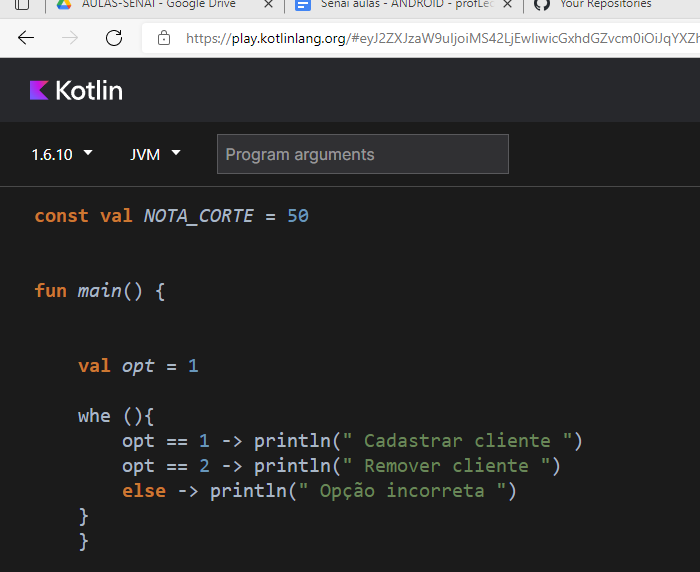 AULAS-SENAI - Google Drive
Senai aulas - ANDROID - profLec
Your Repositories
https://play.kotlinlang.org/#eyJ2ZXJzaW9uIjoiMS42LjEwIiwicGxhdGZvcm0iOiJqYXZh
Kotlin
1.6.10 JVM Program arguments
const val NOTA_CORTE = 50
fun main() {
val opt = 1
whe (){
opt == 1 -> println(" Cadastrar cliente ")
opt == 2 -> println(" Remover cliente ")
else -> println(" Opção incorreta ")
}
}